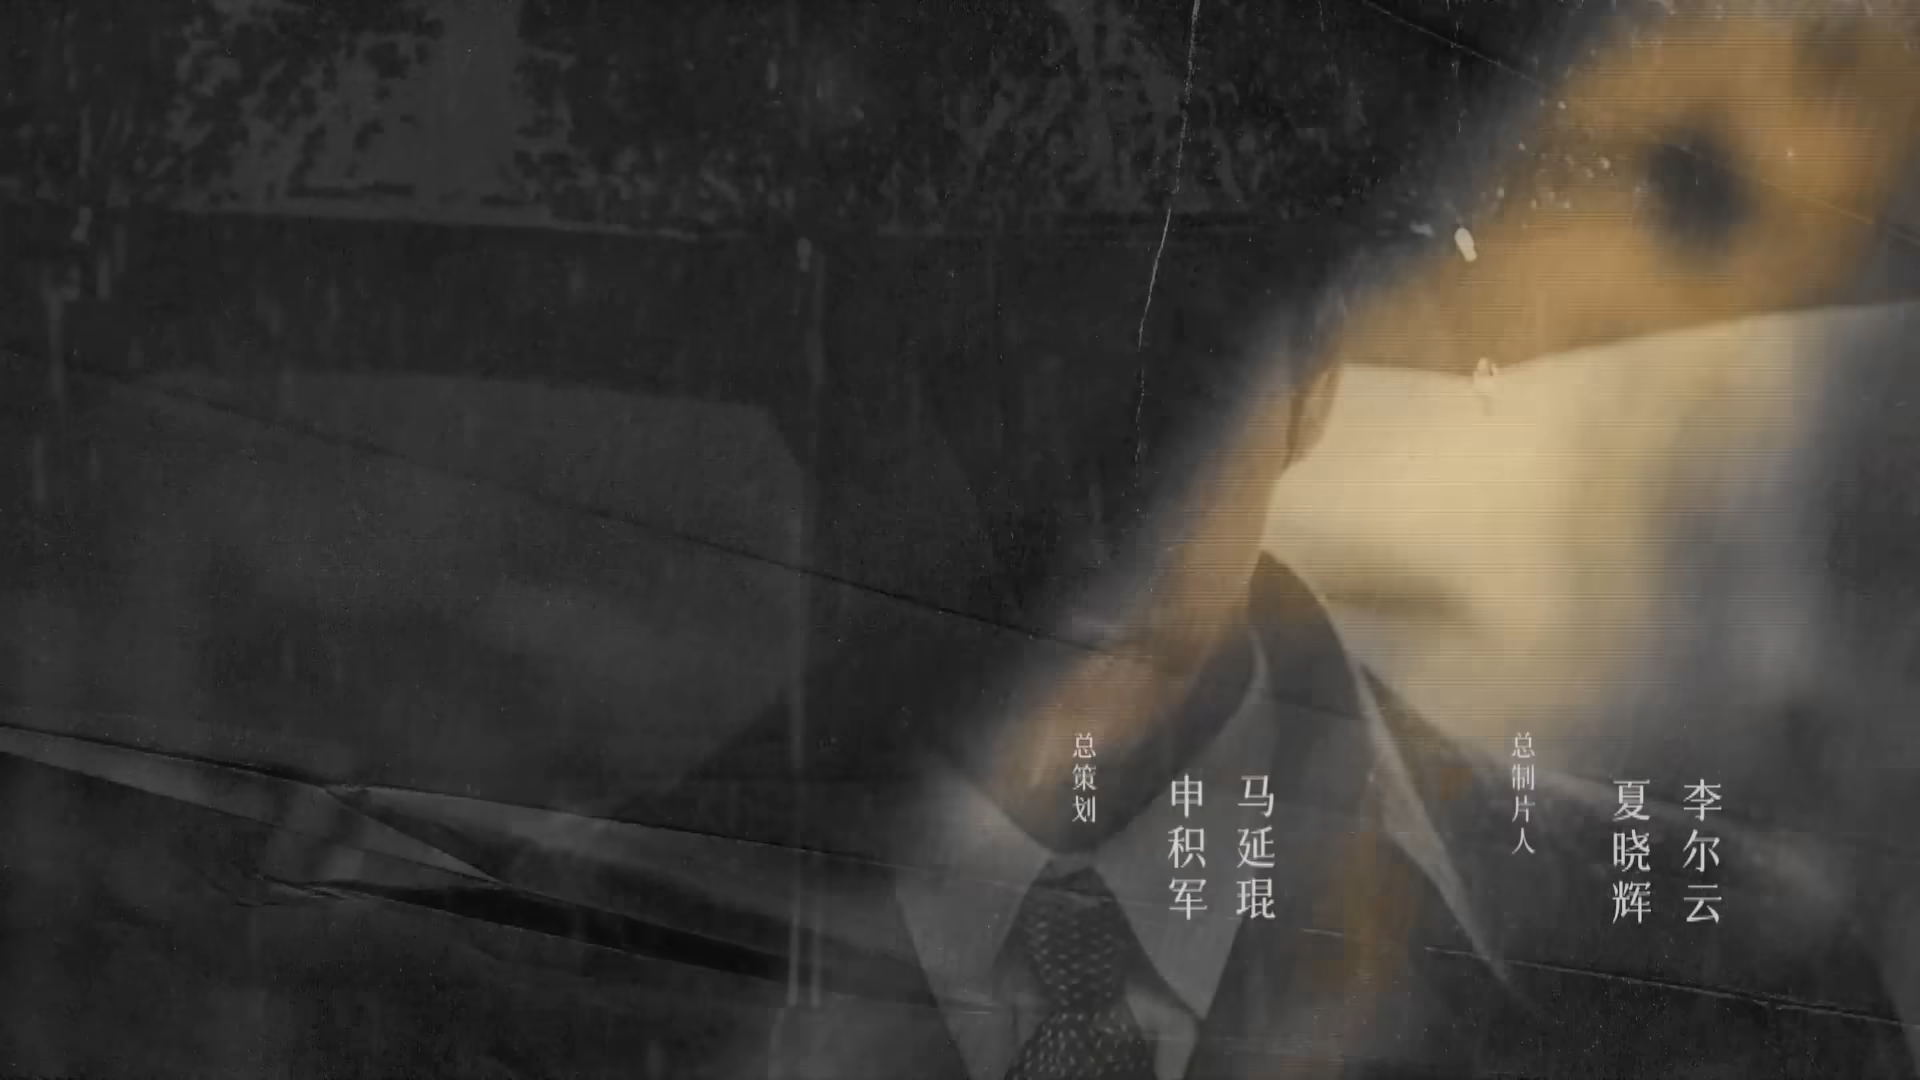 总策划
马延琨
申积军
总制片人
李尔云
夏晓辉